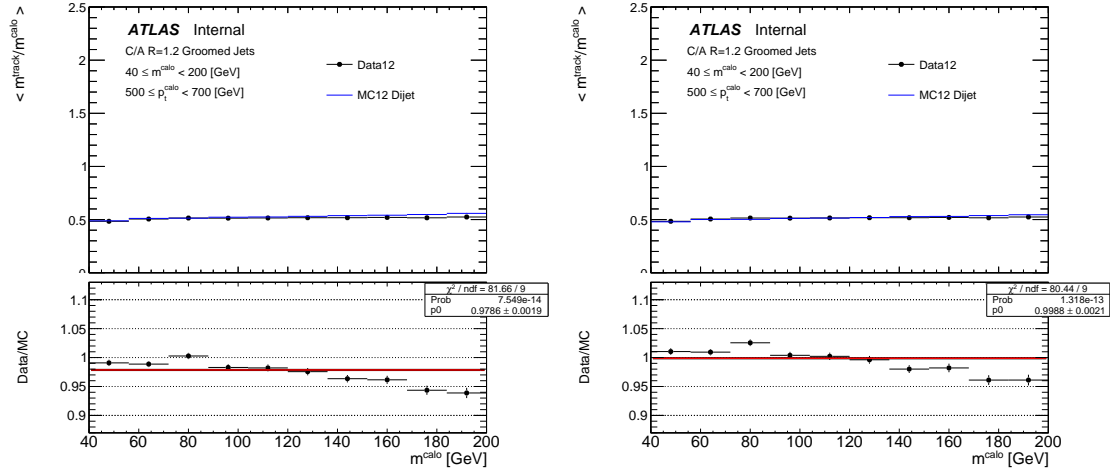 < m^track/m^calo >
2.5
2
1.5
1
0.5
0
ATLAS Internal
C/A R=1.2 Groomed Jets
40 ≤ m^calo < 200 [GeV]
500 ≤ p_t^calo < 700 [GeV]
Data12
MC12 Dijet
Data/MC
1.1
1.05
1
0.95
0.9
χ² / ndf = 81.66 / 9
Prob 7.549e-14
p0 0.9786 ± 0.0019
40 60 80 100 120 140 160 180 200
m^calo [GeV]
< m^track/m^calo >
2.5
2
1.5
1
0.5
0
ATLAS Internal
C/A R=1.2 Groomed Jets
40 ≤ m^calo < 200 [GeV]
500 ≤ p_t^calo < 700 [GeV]
Data12
MC12 Dijet
Data/MC
1.1
1.05
1
0.95
0.9
χ² / ndf = 80.44 / 9
Prob 1.318e-13
p0 0.9988 ± 0.0021
40 60 80 100 120 140 160 180 200
m^calo [GeV]